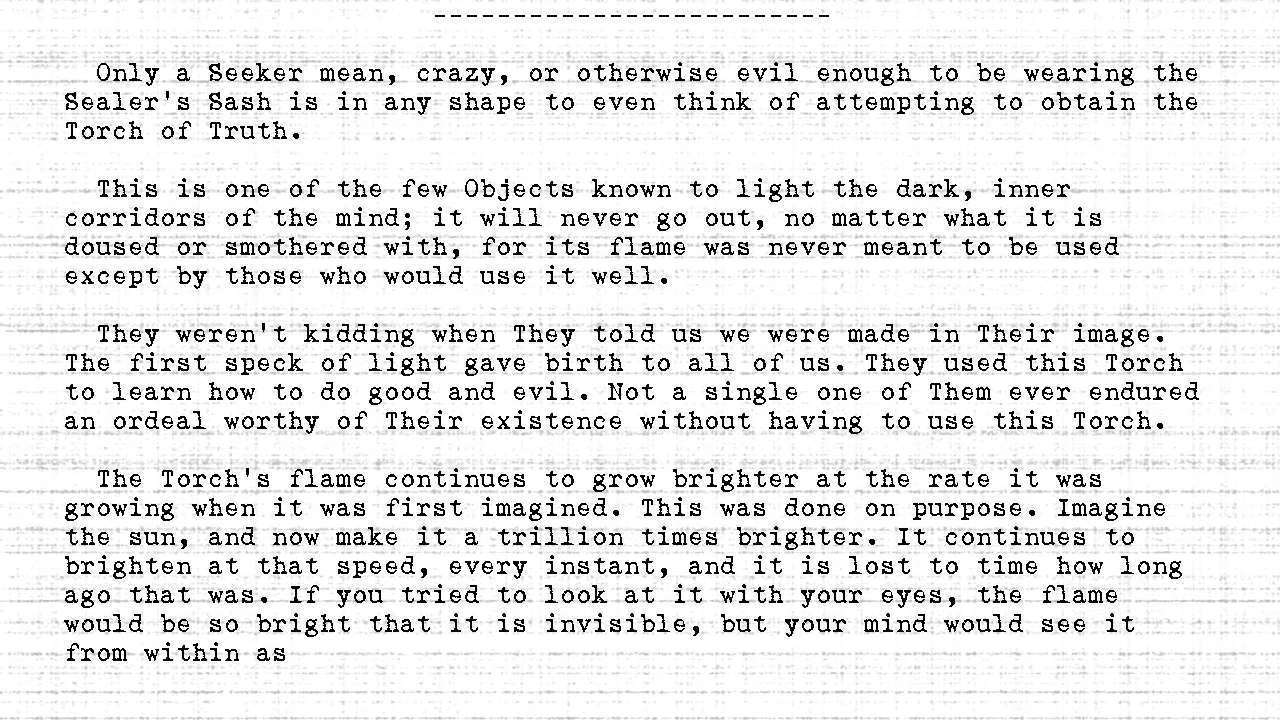 -------------------------
Only a Seeker mean, crazy, or otherwise evil enough to be wearing the
Sealer's Sash is in any shape to even think of attempting to obtain the
Torch of Truth.
This is one of the few Objects known to light the dark, inner
corridors of the mind; it will never go out, no matter what it is
doused or smothered with, for its flame was never meant to be used
except by those who would use it well.
They weren't kidding when They told us we were made in Their image.
The first speck of light gave birth to all of us. They used this Torch
to learn how to do good and evil. Not a single one of Them ever endured
an ordeal worthy of Their existence without having to use this Torch.
The Torch's flame continues to grow brighter at the rate it was
growing when it was first imagined. This was done on purpose. Imagine
the sun, and now make it a trillion times brighter. It continues to
brighten at that speed, every instant, and it is lost to time how long
ago that was. If you tried to look at it with your eyes, the flame
would be so bright that it is invisible, but your mind would see it
from within as